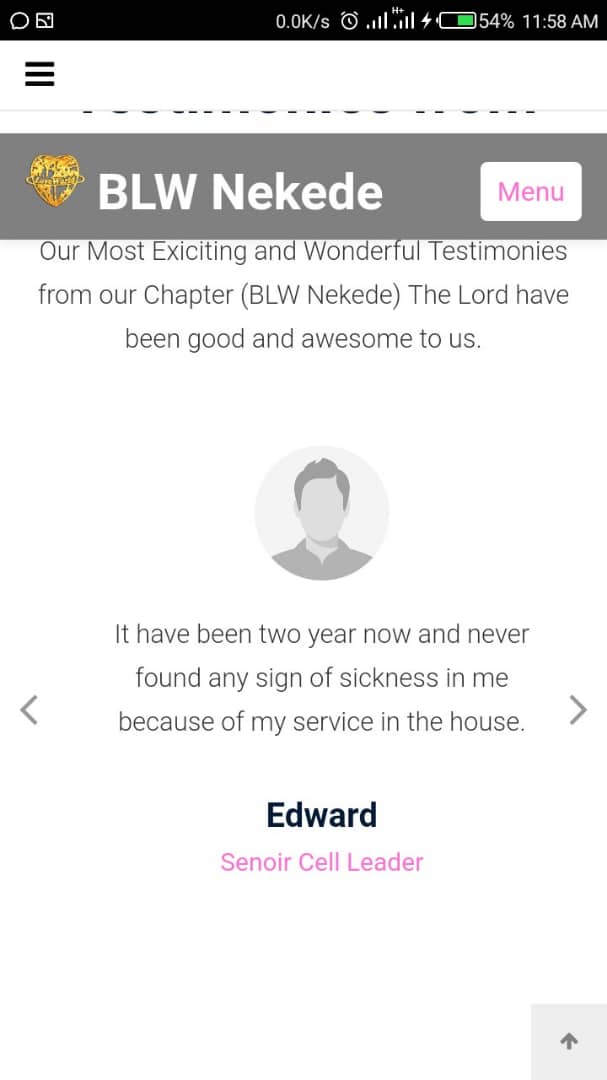 0.0K/s H+ 54% 11:58 AM
Testimonies from
BLW Nekede
Menu
Our Most Exiciting and Wonderful Testimonies
from our Chapter (BLW Nekede) The Lord have
been good and awesome to us.
It have been two year now and never
found any sign of sickness in me
because of my service in the house.
Edward
Senoir Cell Leader